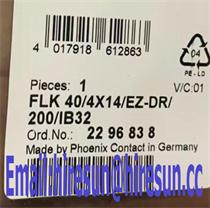 4 017918 612863
04
PE - LD
V/C:01
Pieces: 1
FLK 40/4X14/EZ-DR/
200/IB32
Ord.No.: 22 96 83 8
Made by Phoenix Contact in Germany
Email:hiresun@hiresun.cc